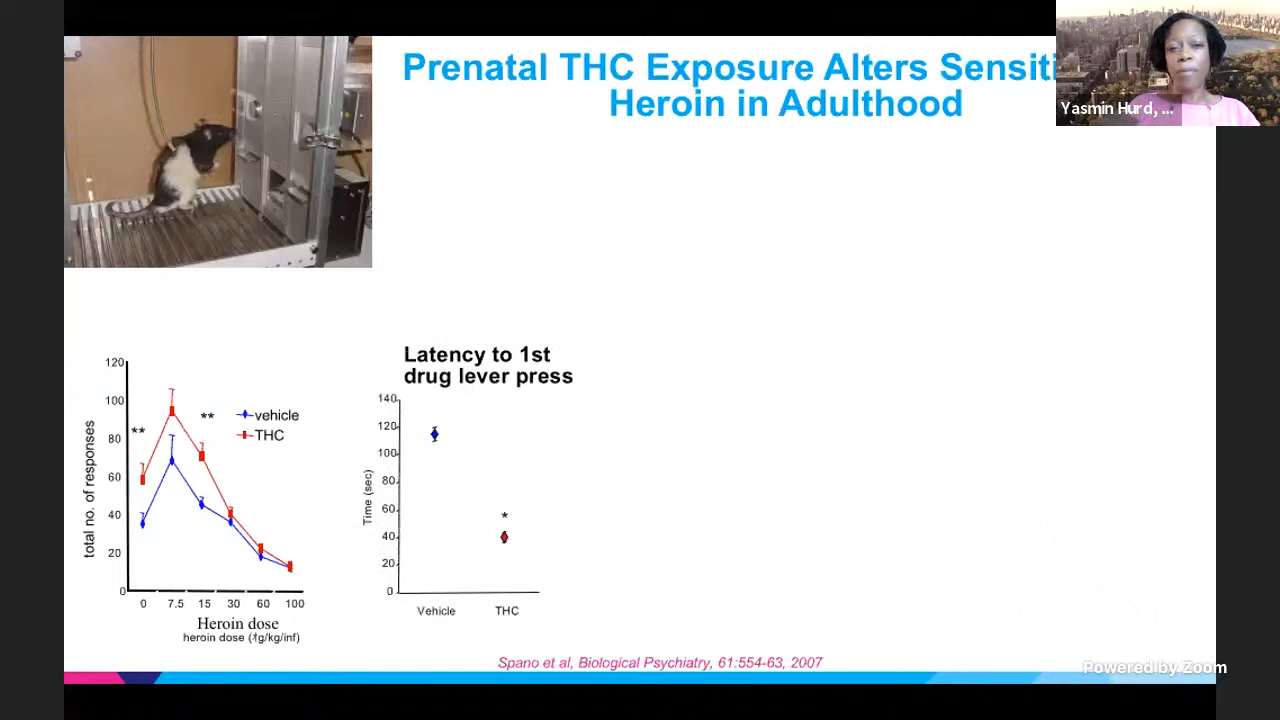 Prenatal THC Exposure Alters Sensiti
Heroin in Adulthood
Yasmin Hurd, ...
120
100
80
60
40
20
0
total no. of responses
**
**
vehicle
THC
0 7.5 15 30 60 100
Heroin dose
heroin dose (g/kg/inf)
Latency to 1st
drug lever press
140
120
100
80
60
40
20
0
Time (sec)
*
Vehicle THC
Spano et al, Biological Psychiatry, 61:554-63, 2007
Powered by Zoom